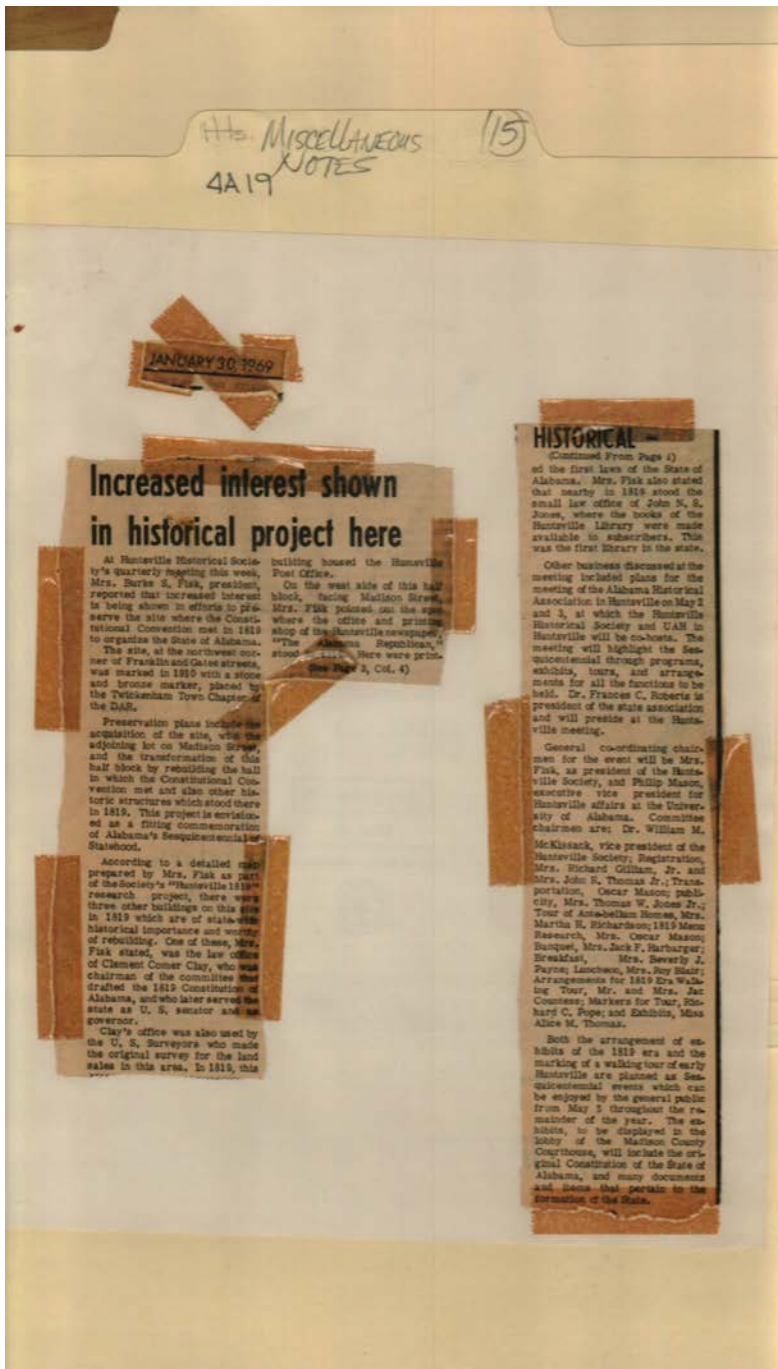 Hts. MISCELLANEOUS (15)
NOTES
4A19
JANUARY 30, 1969
Increased interest shown
in historical project here
At Huntsville Historical Socie-
ty's quarterly meeting this week,
Mrs. Burke S. Fisk, president,
reported that increased interest
is being shown in efforts to pre-
serve the site where the Consti-
tutional Convention met in 1819
to organize the State of Alabama.
The site, at the northwest cor-
ner of Franklin and Gates streets,
was marked in 1910 with a stone
and bronze marker, placed by
the Twickenham Town Chapter of
the DAR.
Preservation plans include the
acquisition of the site, with the
adjoining lot on Madison Street,
and the transformation of this
half block by rebuilding the hall
in which the Constitutional Con-
vention met and also other his-
toric structures which stood there
in 1819. This project is envision-
ed as a fitting commemoration
of Alabama's Sesquicentennial of
Statehood.
According to a detailed map
prepared by Mrs. Fisk as part
of the Society's "Huntsville 1819"
research project, there were
three other buildings on this site
in 1819 which are of state-wide
historical importance and worthy
of rebuilding. One of these, Mrs.
Fisk stated, was the law office
of Clement Comer Clay, who was
chairman of the committee that
drafted the 1819 Constitution of
Alabama, and who later served the
state as U. S. senator and as
governor.
Clay's office was also used by
the U. S. Surveyors who made
the original survey for the land
sales in this area. In 1819, this
building housed the Huntsville
Post Office.
On the west side of this half
block, facing Madison Street,
Mrs. Fisk pointed out the spot
where the office and printing
shop of the Huntsville newspaper,
"The Alabama Republican,"
stood Here were print-
(See Page 3, Col. 4)
HISTORICAL —
(Continued From Page 1)
ed the first laws of the State of
Alabama. Mrs. Fisk also stated
that nearby in 1819 stood the
small law office of John N. S.
Jones, where the books of the
Huntsville Library were made
available to subscribers. This
was the first library in the state.
Other business discussed at the
meeting included plans for the
meeting of the Alabama Historical
Association in Huntsville on May 2
and 3, at which the Huntsville
Historical Society and UAH in
Huntsville will be co-hosts. The
meeting will highlight the Ses-
quicentennial through programs,
exhibits, tours, and arrange-
ments for all the functions to be
held. Dr. Frances C. Roberts is
president of the state association
and will preside at the Hunts-
ville meeting.
General co-ordinating chair-
men for the event will be Mrs.
Fisk, as president of the Hunts-
ville Society, and Philip Mason,
executive vice president for
Huntsville affairs at the Univer-
sity of Alabama. Committee
chairmen are: Dr. William M.
McKissack, vice president of the
Huntsville Society; Registration,
Mrs. Richard Gilliam, Jr. and
Mrs. John R. Thomas Jr.; Trans-
portation, Oscar Mason; publi-
city, Mrs. Thomas W. Jones Jr.;
Tour of Ante-bellum Homes, Mrs.
Martha H. Richardson; 1819 Menu
Research, Mrs. Oscar Mason;
Banquet, Mrs. Jack F. Harbarger;
Breakfast, Mrs. Beverly J.
Payne; Luncheon, Mrs. Roy Blair;
Arrangements for 1819 Era Walk-
ing Tour, Mr. and Mrs. Jac
Countess; Markers for Tour, Rich-
ard C. Pope; and Exhibits, Miss
Alice M. Thomas.
Both the arrangement of ex-
hibits of the 1819 era and the
marking of a walking tour of early
Huntsville are planned as Ses-
quicentennial events which can
be enjoyed by the general public
from May 3 throughout the re-
mainder of the year. The ex-
hibits, to be displayed in the
lobby of the Madison County
Courthouse, will include the ori-
ginal Constitution of the State of
Alabama, and many documents
and items that pertain to the
formation of the State.